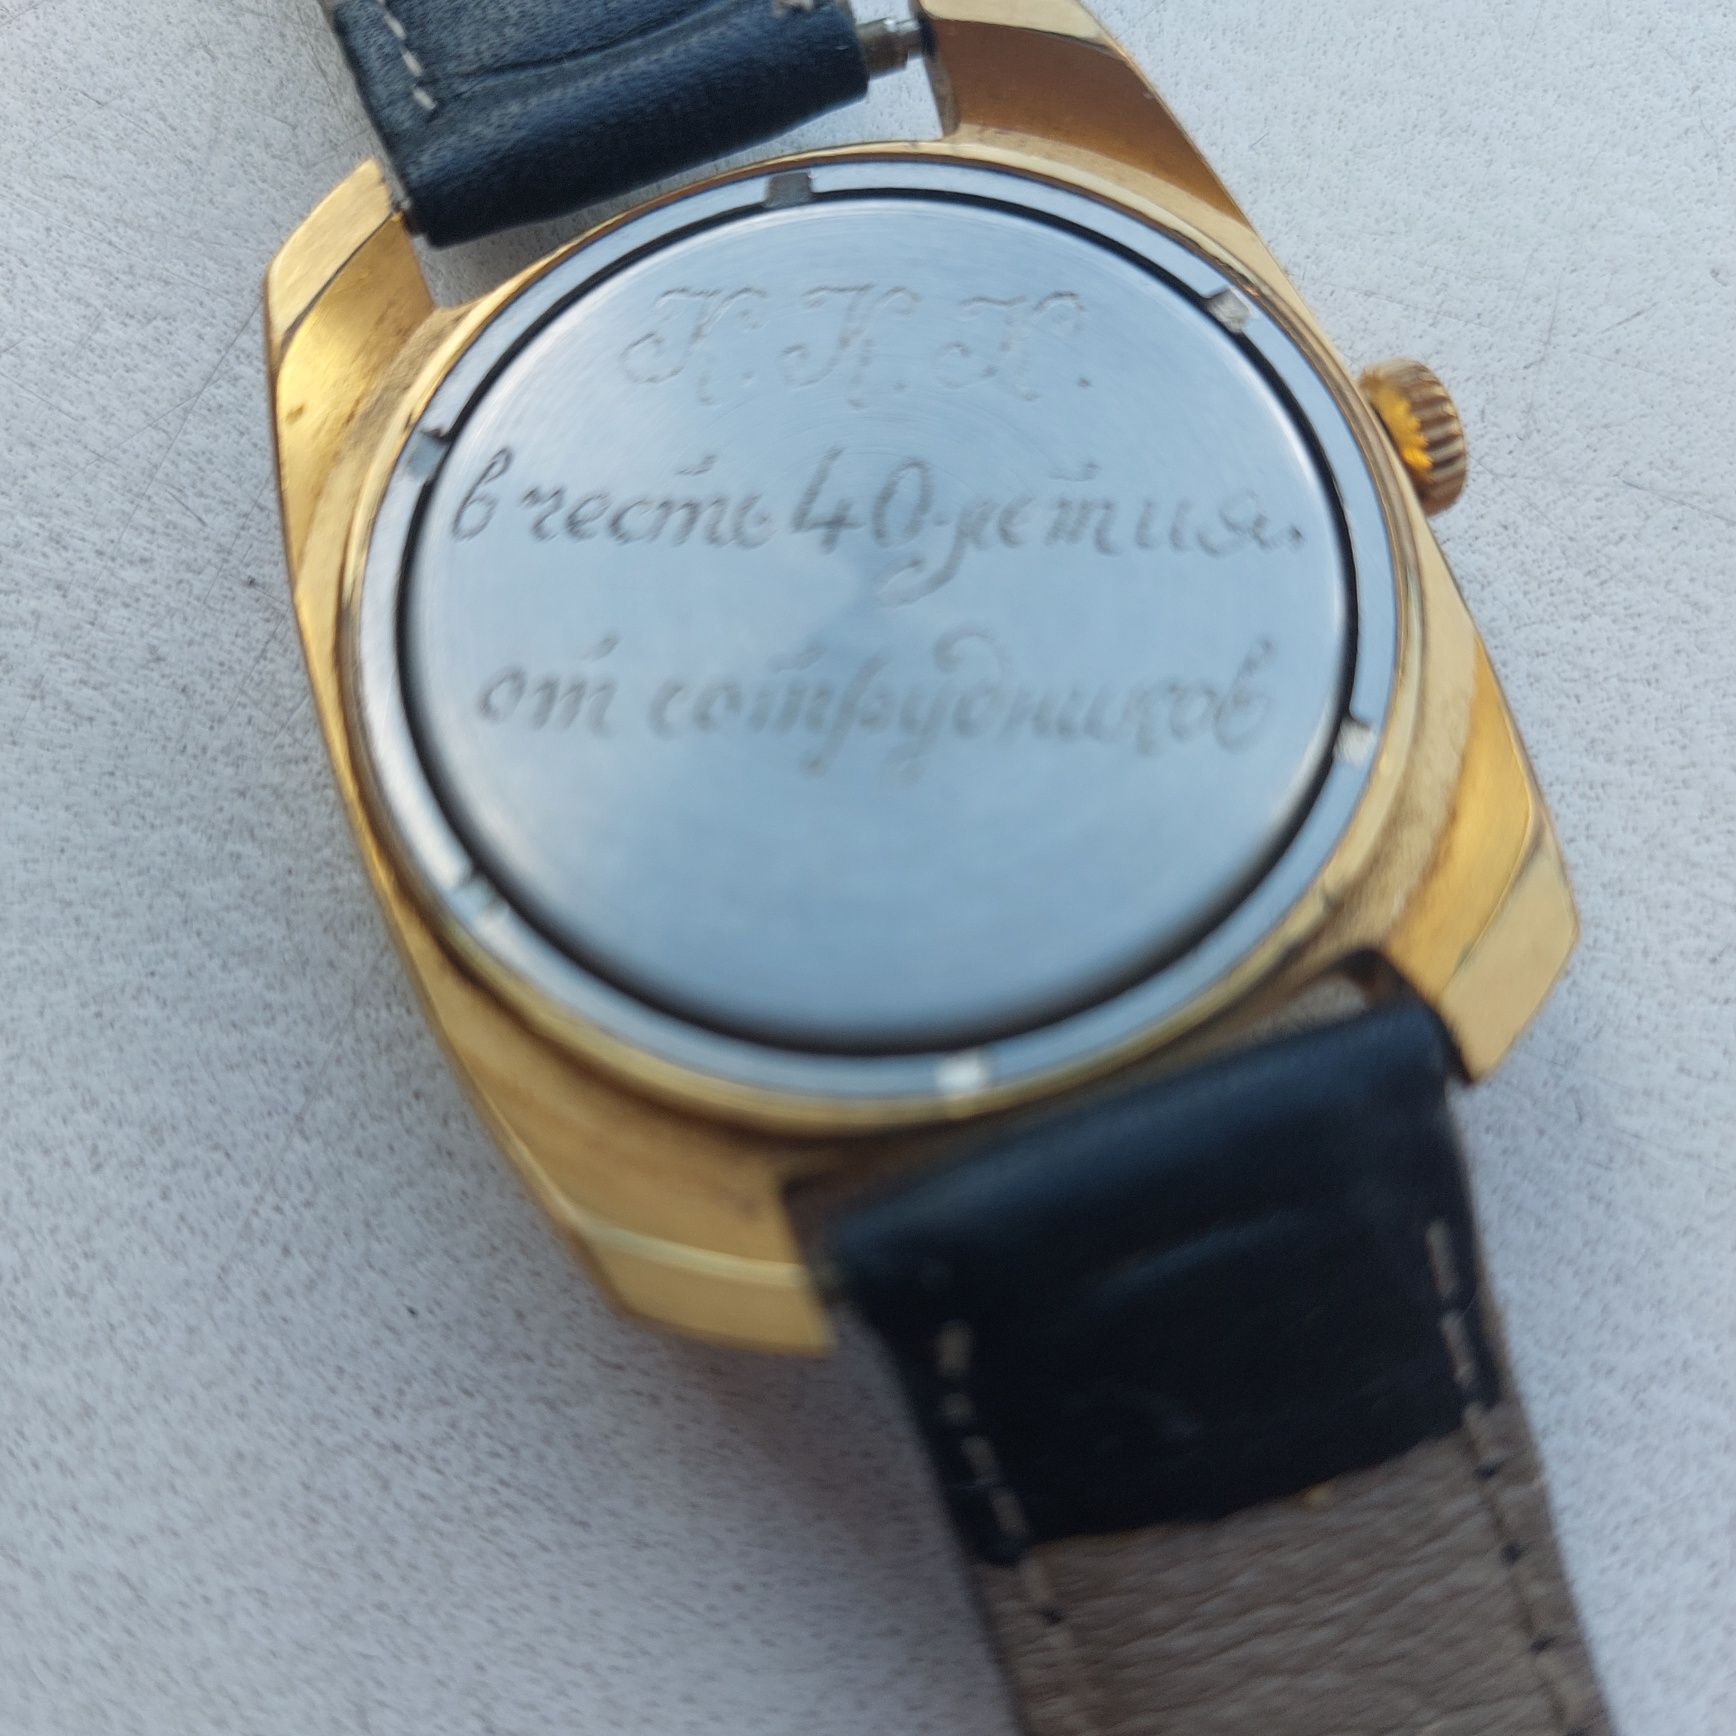 К. К. К.
в честь 40-летия.
от сотрудников